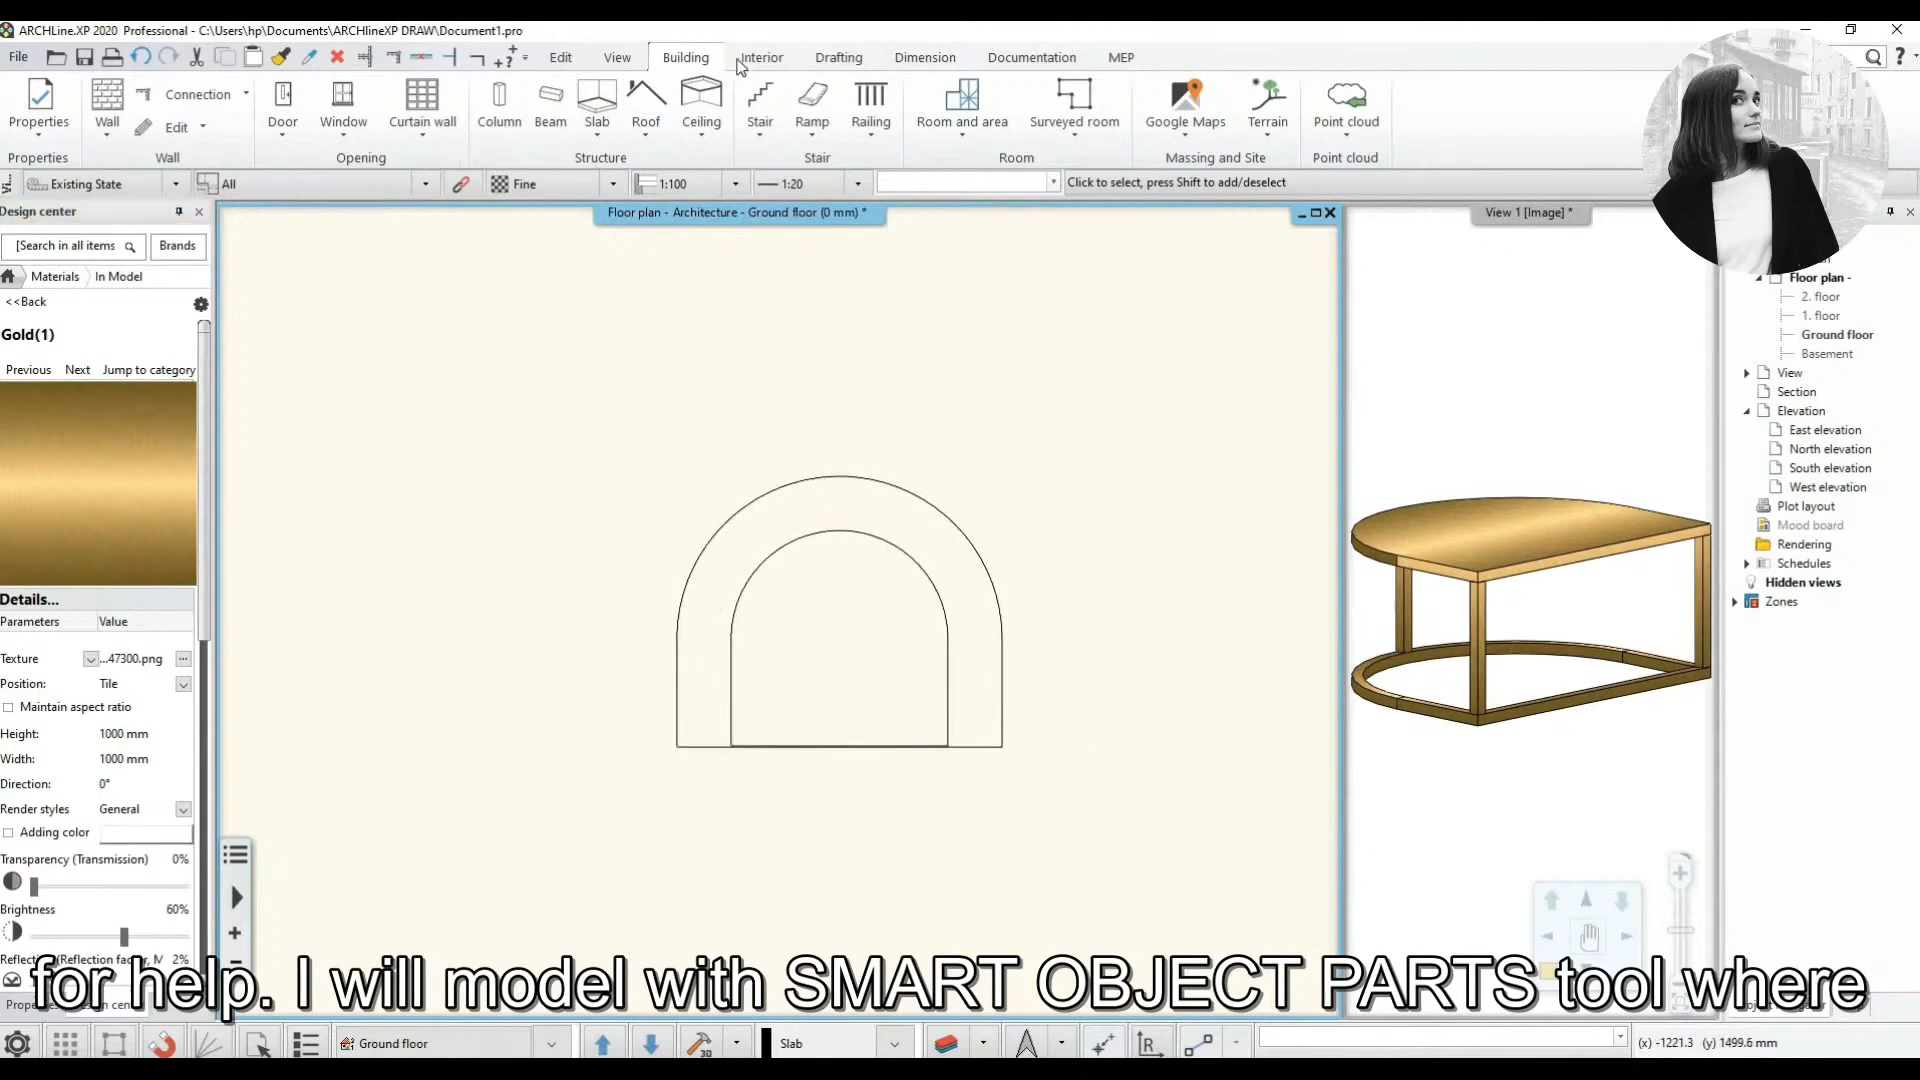 ARCHLine.XP 2020 Professional - C:\Users\hp\Documents\ARCHlineXP DRAW\Document1.pro
File Edit View Building Interior Drafting Dimension Documentation MEP
Properties Wall Connection Edit Door Window Curtain wall Column Beam Slab Roof Ceiling Stair Ramp Railing Room and area Surveyed room Google Maps Terrain Point cloud
Properties Wall Opening Structure Stair Room Massing and Site Point cloud
Existing State All Fine 1:100 1:20 Click to select, press Shift to add/deselect
Design center
Floor plan - Architecture - Ground floor (0 mm) *
View 1 [Image] *
[Search in all items Brands
Materials In Model
<<Back
Gold(1)
Previous Next Jump to category
Details...
Parameters Value
Texture ...47300.png ...
Position: Tile
Maintain aspect ratio
Height: 1000 mm
Width: 1000 mm
Direction: 0°
Render styles General
Adding color
Transparency (Transmission) 0%
Brightness 60%
Reflection (Reflection factor, M 2%
Floor plan -
2. floor
1. floor
Ground floor
Basement
View
Section
Elevation
East elevation
North elevation
South elevation
West elevation
Plot layout
Mood board
Rendering
Schedules
Hidden views
Zones
for help. I will model with SMART OBJECT PARTS tool where
Ground floor Slab (x) -1221.3 (y) 1499.6 mm